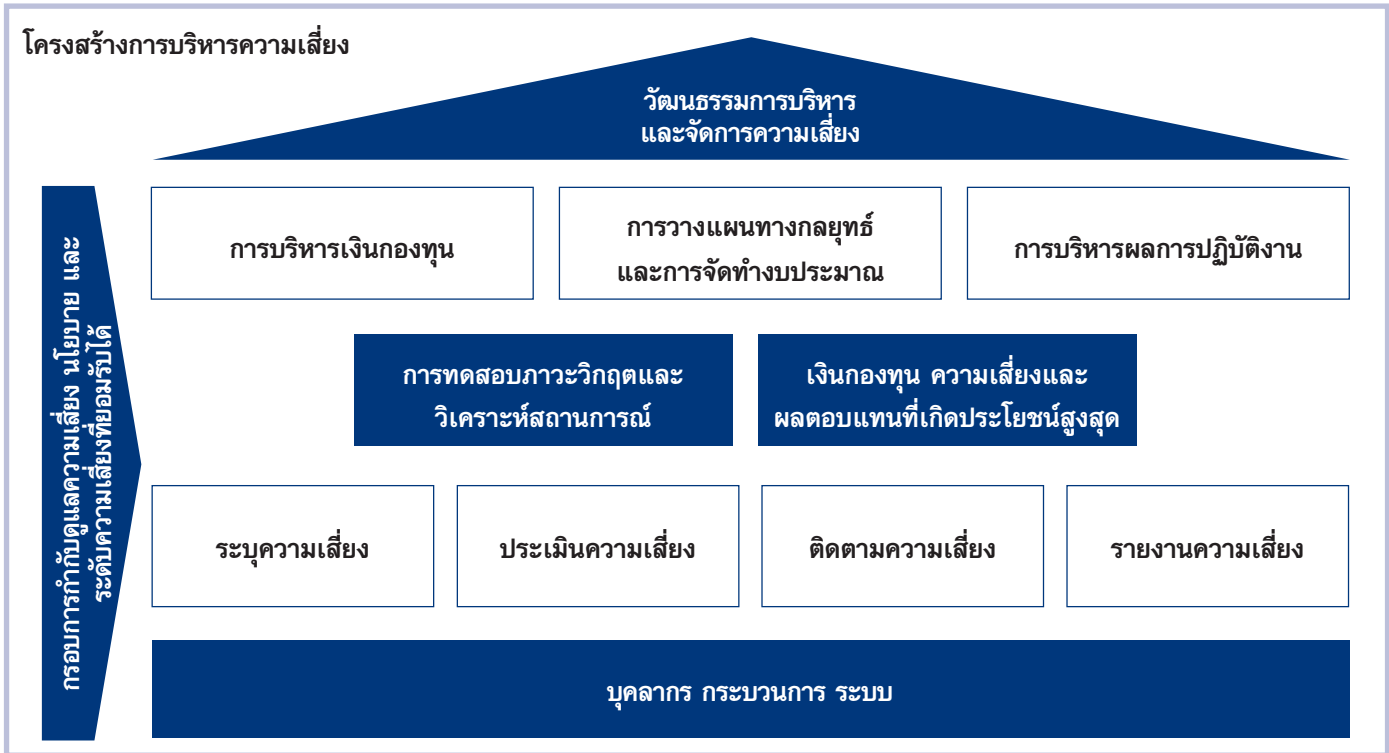 โครงสร้างการบริหารความเสี่ยง
วัฒนธรรมการบริหาร
และจัดการความเสี่ยง
กรอบการกำกับดูแลความเสี่ยง นโยบาย และ
ระดับความเสี่ยงที่ยอมรับได้
การบริหารเงินกองทุน
การวางแผนทางกลยุทธ์
และการจัดทำงบประมาณ
การบริหารผลการปฏิบัติงาน
การทดสอบภาวะวิกฤตและ
วิเคราะห์สถานการณ์
เงินกองทุน ความเสี่ยงและ
ผลตอบแทนที่เกิดประโยชน์สูงสุด
ระบุความเสี่ยง
ประเมินความเสี่ยง
ติดตามความเสี่ยง
รายงานความเสี่ยง
บุคลากร กระบวนการ ระบบ